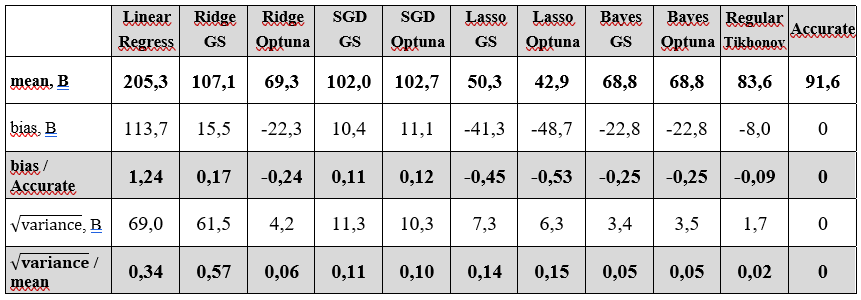 Linear Regress Ridge GS Ridge Optuna SGD GS SGD Optuna Lasso GS Lasso Optuna Bayes GS Bayes Optuna Regular Tikhonov Accurate
mean, B 205,3 107,1 69,3 102,0 102,7 50,3 42,9 68,8 68,8 83,6 91,6
bias, B 113,7 15,5 -22,3 10,4 11,1 -41,3 -48,7 -22,8 -22,8 -8,0 0
bias / Accurate 1,24 0,17 -0,24 0,11 0,12 -0,45 -0,53 -0,25 -0,25 -0,09 0
√variance, B 69,0 61,5 4,2 11,3 10,3 7,3 6,3 3,4 3,5 1,7 0
√variance / mean 0,34 0,57 0,06 0,11 0,10 0,14 0,15 0,05 0,05 0,02 0